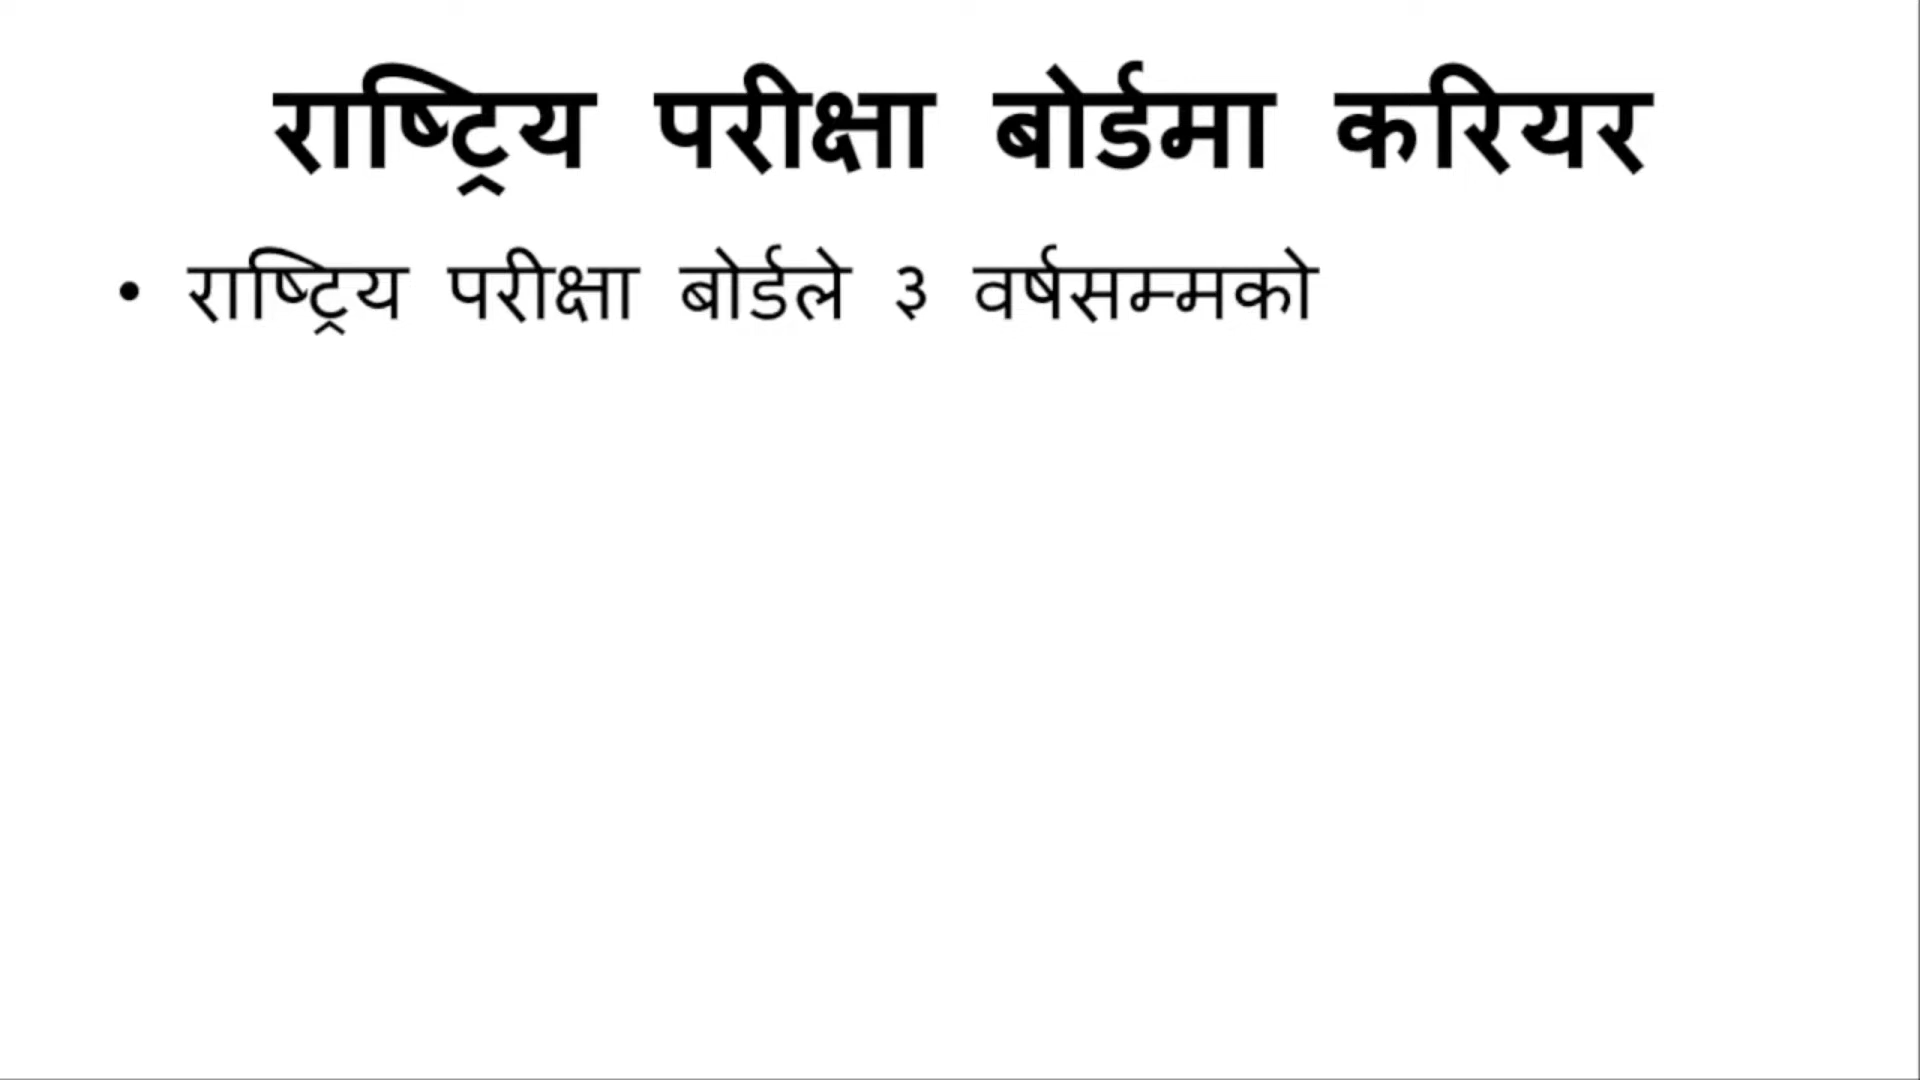 राष्ट्रिय परीक्षा बोर्डमा करियर
• राष्ट्रिय परीक्षा बोर्डले ३ वर्षसम्मको